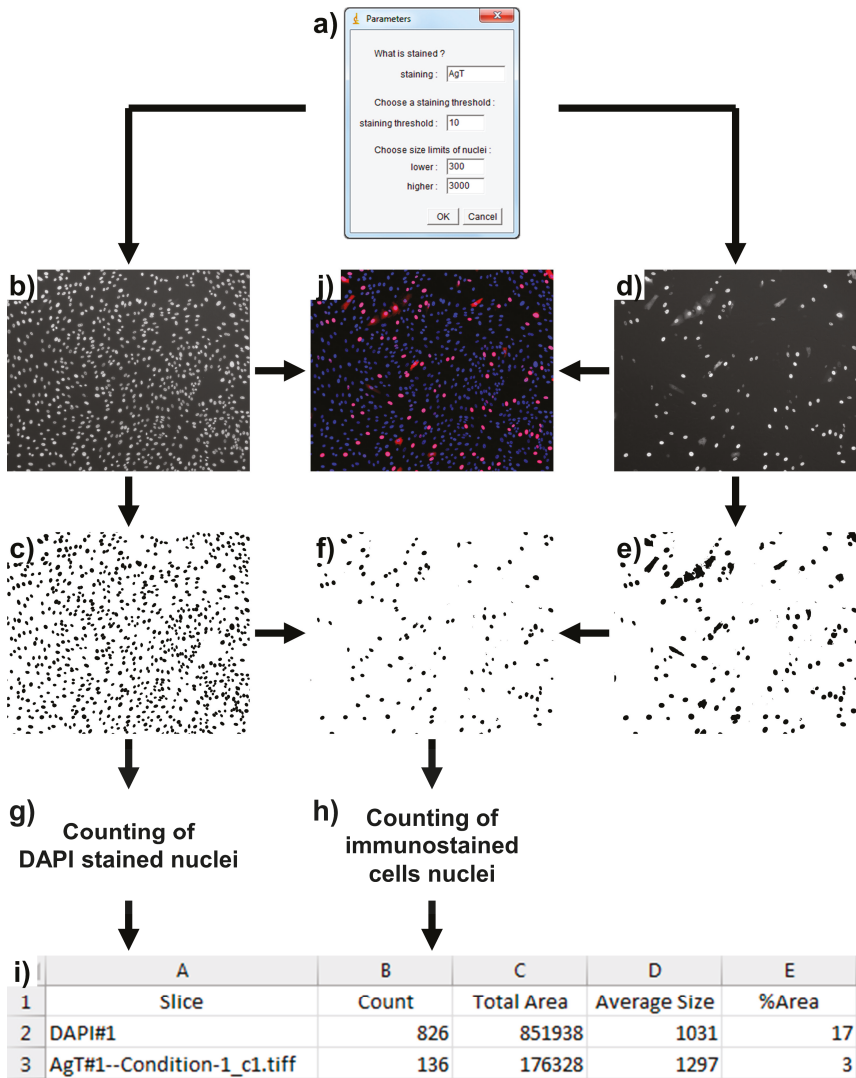 a)
Parameters
What is stained ?
staining : AgT
Choose a staining threshold :
staining threshold : 10
Choose size limits of nuclei :
lower : 300
higher : 3000
OK Cancel
b)
j)
d)
c)
f)
e)
g)
Counting of
DAPI stained nuclei
h)
Counting of
immunostained
cells nuclei
i)
A B C D E
1 Slice Count Total Area Average Size %Area
2 DAPI#1 826 851938 1031 17
3 AgT#1--Condition-1_c1.tiff 136 176328 1297 3